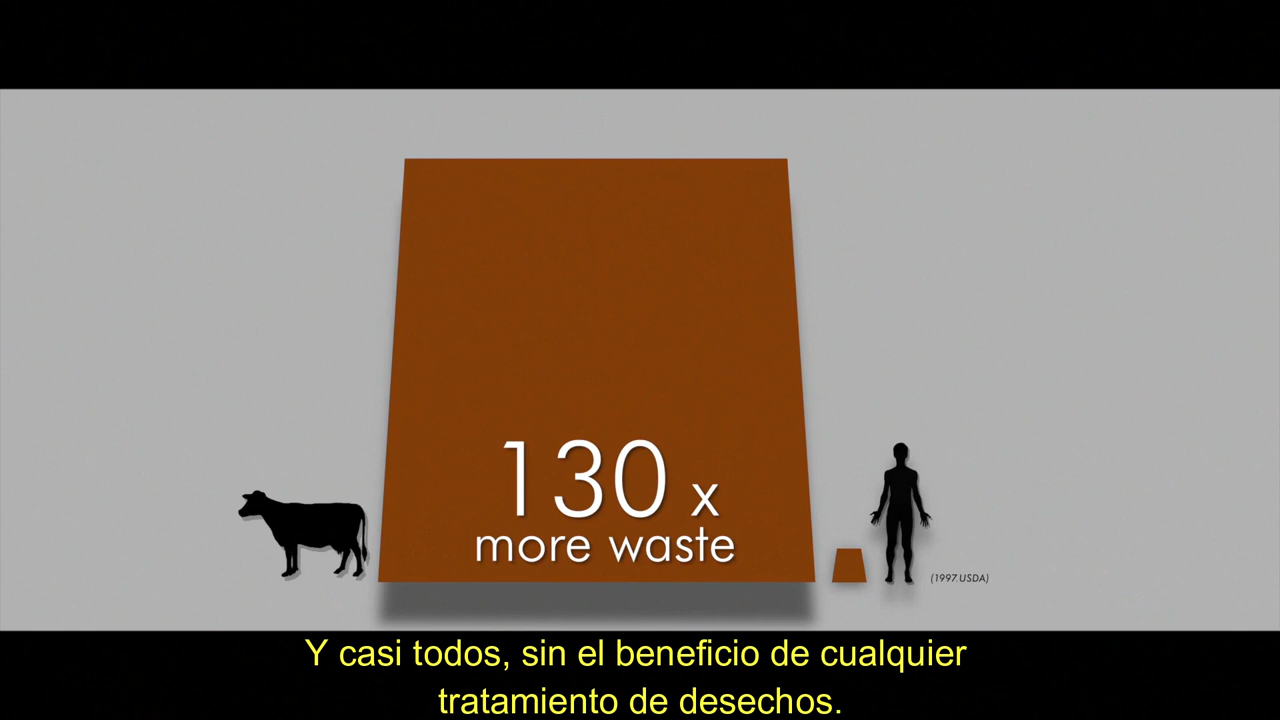 130 x
more waste
(1997.USDA)
Y casi todos, sin el beneficio de cualquier
tratamiento de desechos.